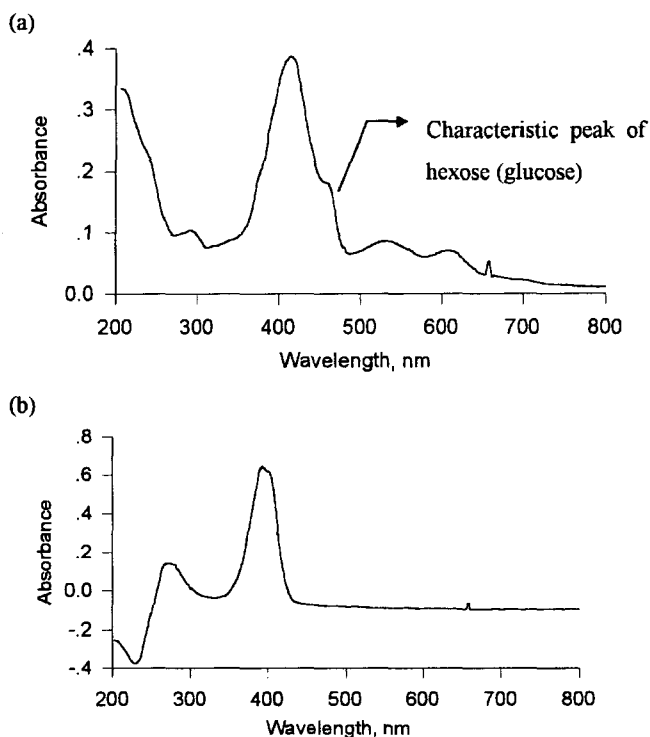 (a)
.4
.3
.2
.1
0.0
Absorbance
Characteristic peak of
hexose (glucose)
200 300 400 500 600 700 800
Wavelength, nm
(b)
.8
.6
.4
.2
0.0
-.2
-.4
Absorbance
200 300 400 500 600 700 800
Wavelength, nm